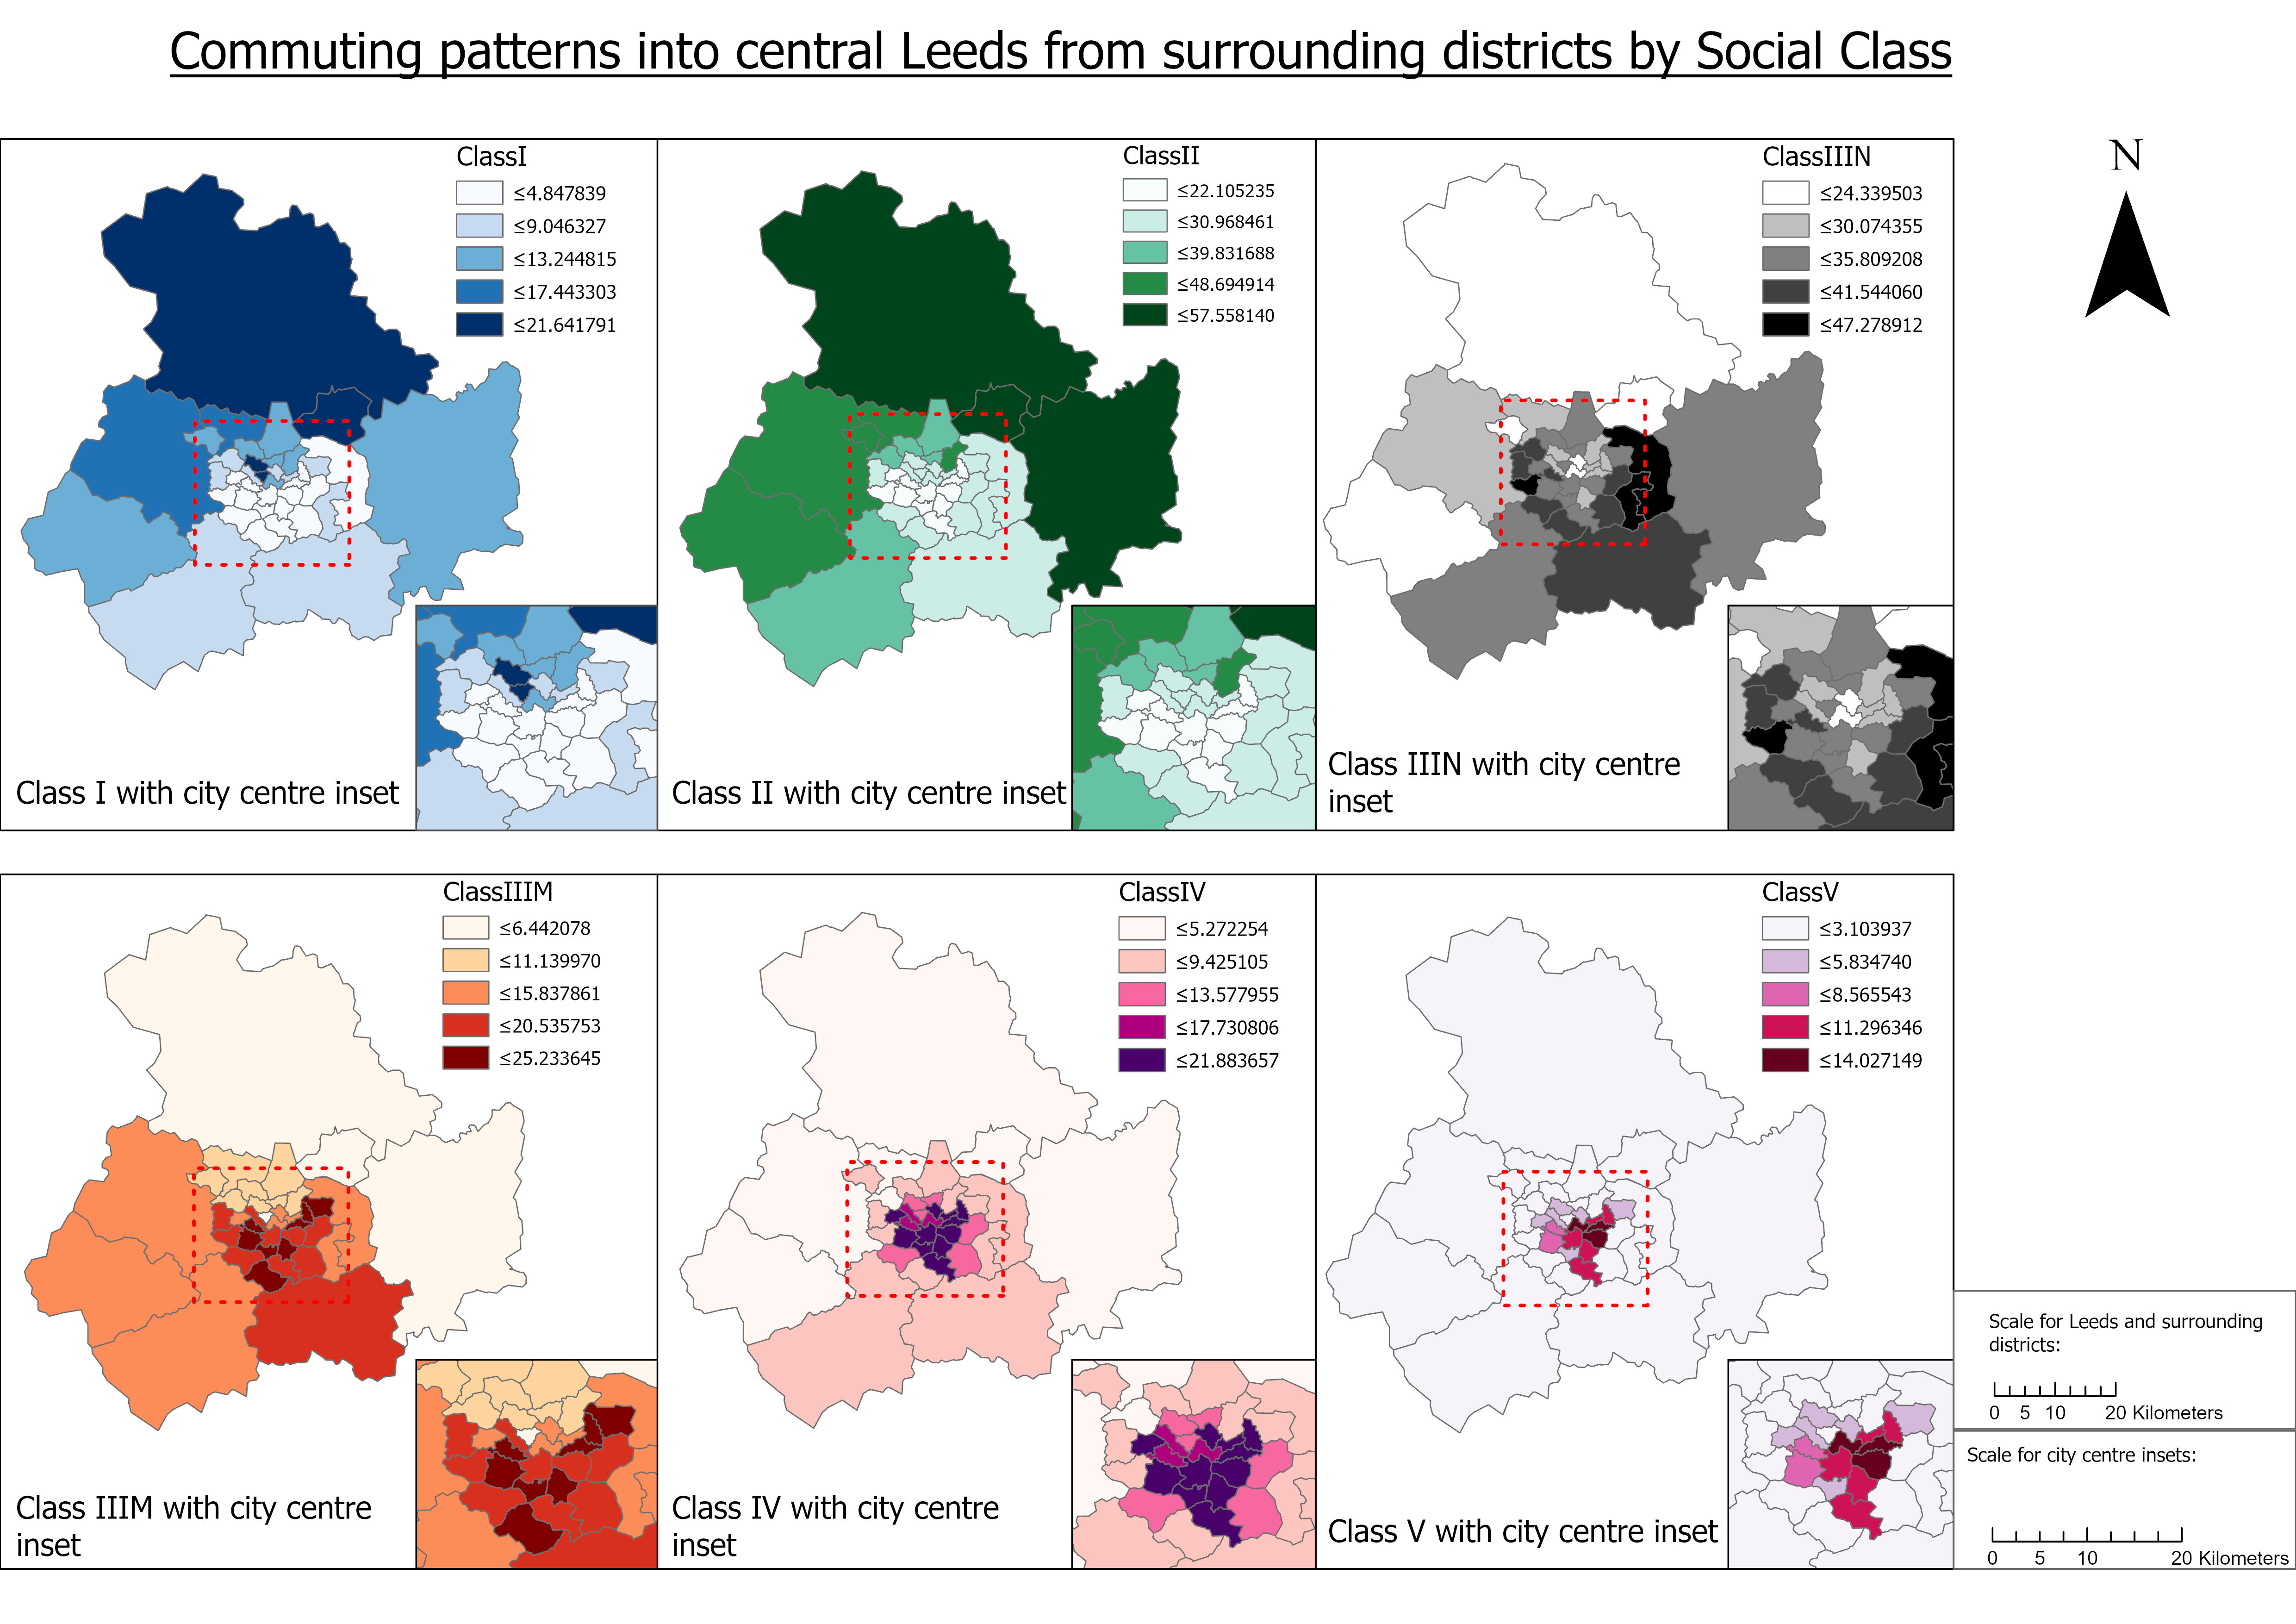 Commuting patterns into central Leeds from surrounding districts by Social Class
N
ClassI
≤4.847839
≤9.046327
≤13.244815
≤17.443303
≤21.641791
Class I with city centre inset
ClassII
≤22.105235
≤30.968461
≤39.831688
≤48.694914
≤57.558140
Class II with city centre inset
ClassIIIN
≤24.339503
≤30.074355
≤35.809208
≤41.544060
≤47.278912
Class IIIN with city centre
inset
ClassIIIM
≤6.442078
≤11.139970
≤15.837861
≤20.535753
≤25.233645
Class IIIM with city centre
inset
ClassIV
≤5.272254
≤9.425105
≤13.577955
≤17.730806
≤21.883657
Class IV with city centre
inset
ClassV
≤3.103937
≤5.834740
≤8.565543
≤11.296346
≤14.027149
Class V with city centre inset
Scale for Leeds and surrounding
districts:
0 5 10 20 Kilometers
Scale for city centre insets:
0 5 10 20 Kilometers